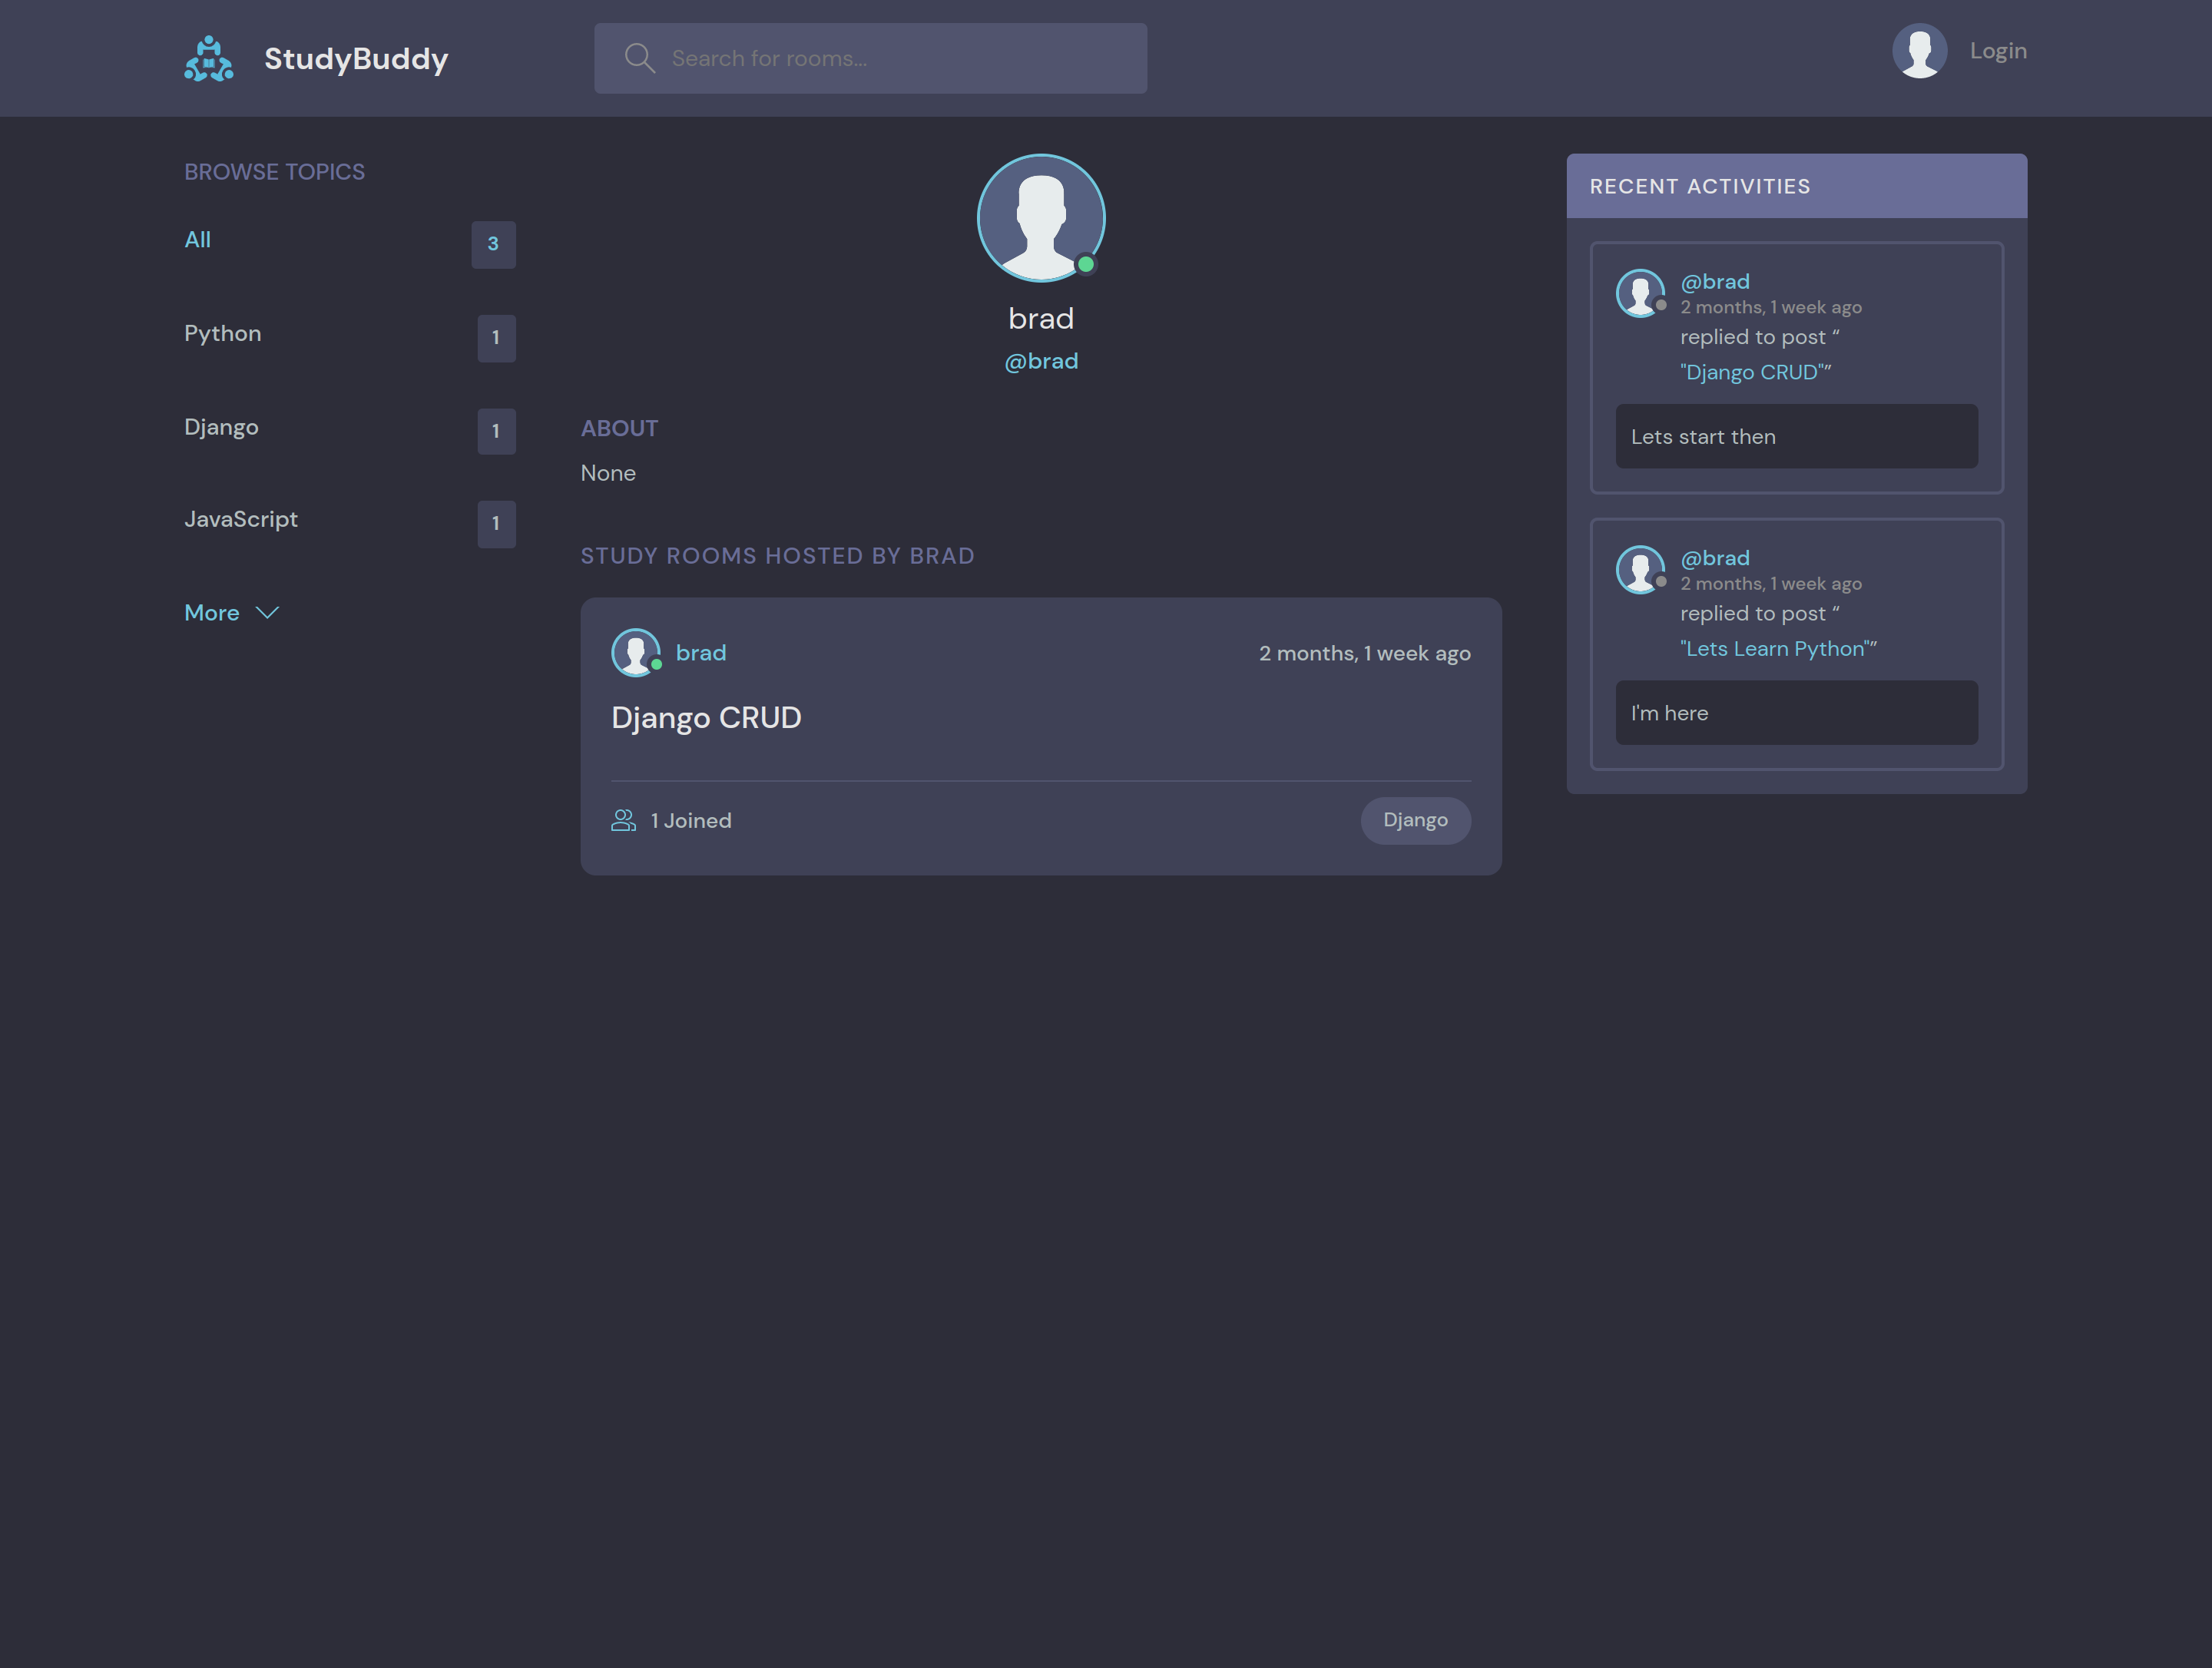 StudyBuddy
Search for rooms...
Login
BROWSE TOPICS
All 3
Python 1
Django 1
JavaScript 1
More
brad
@brad
ABOUT
None
STUDY ROOMS HOSTED BY BRAD
brad
2 months, 1 week ago
Django CRUD
1 Joined
Django
RECENT ACTIVITIES
@brad
2 months, 1 week ago
replied to post “
"Django CRUD"”
Lets start then
@brad
2 months, 1 week ago
replied to post “
"Lets Learn Python"”
I'm here